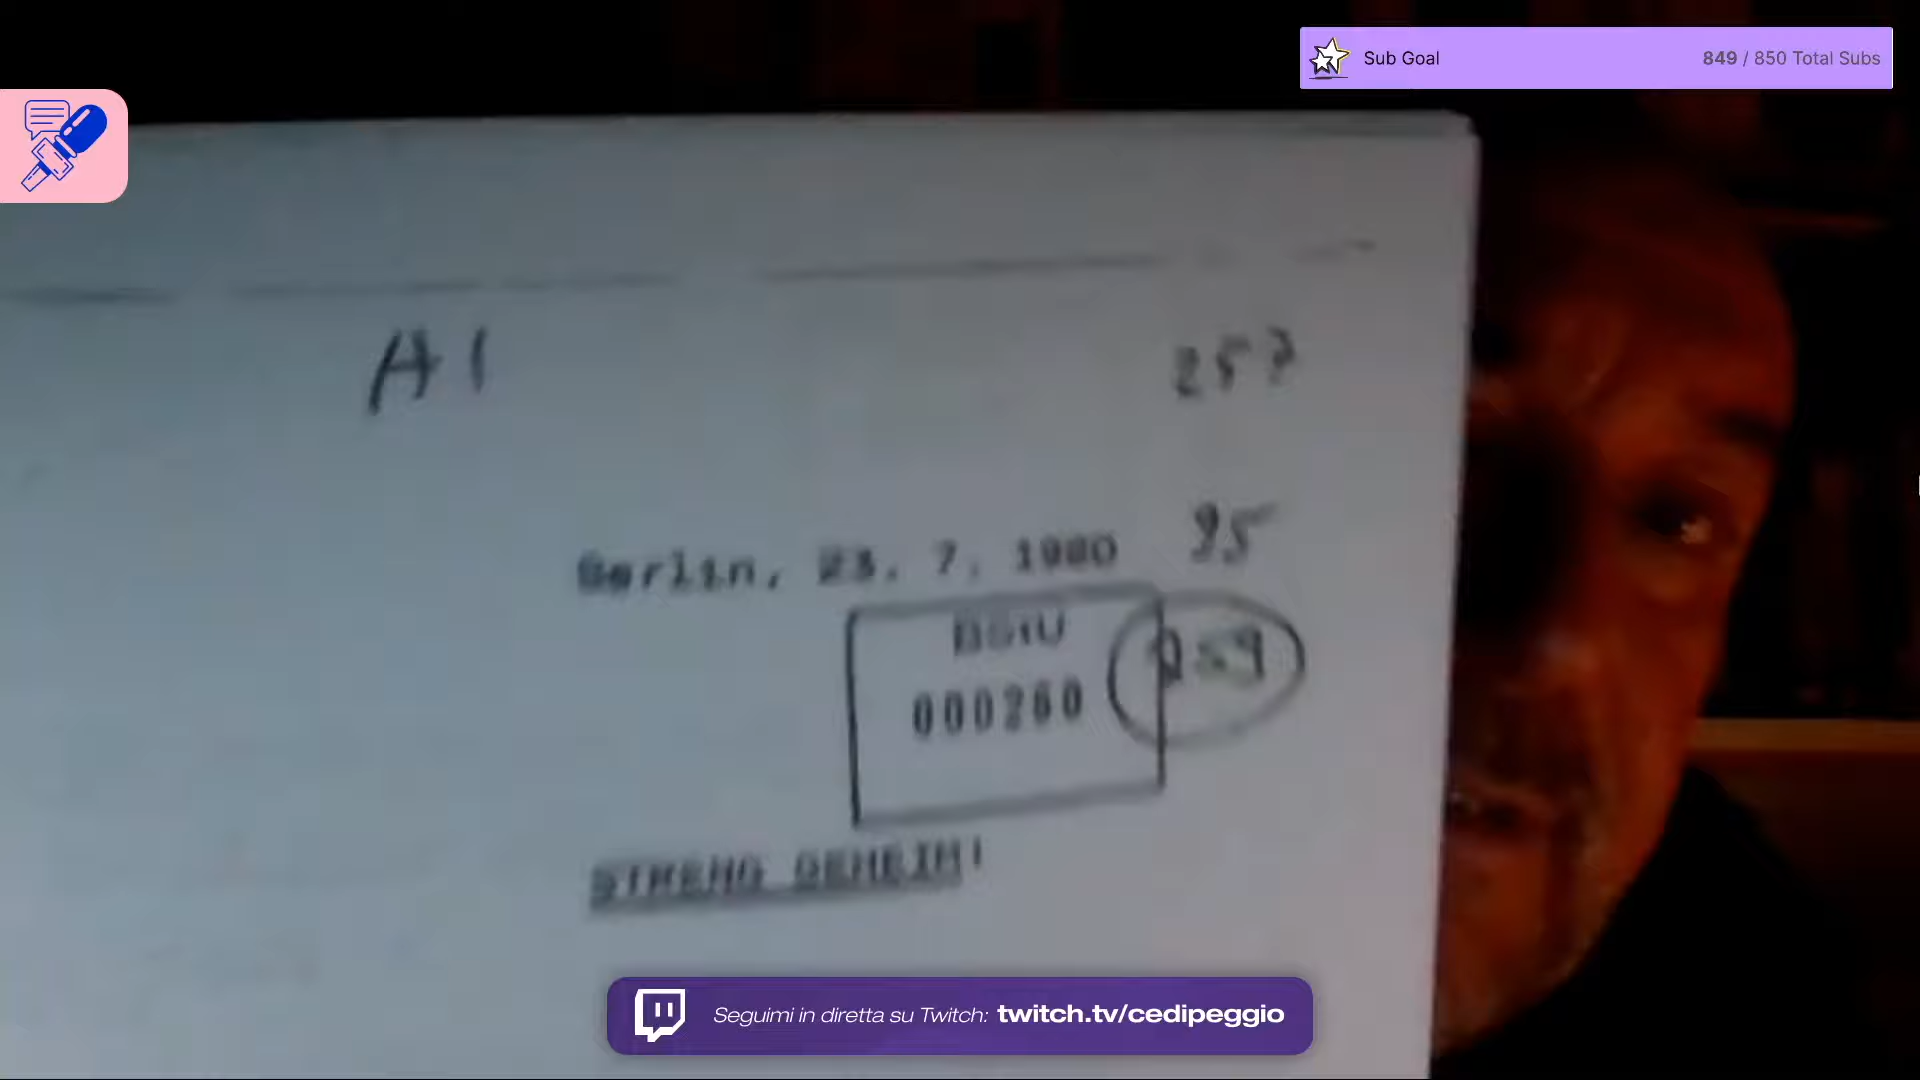 Sub Goal 849 / 850 Total Subs
A1
257
95
Berlin, 23. 7. 1980
BStU
259
000260
STRENG GEHEIM!
Seguimi in diretta su Twitch: twitch.tv/cedipeggio